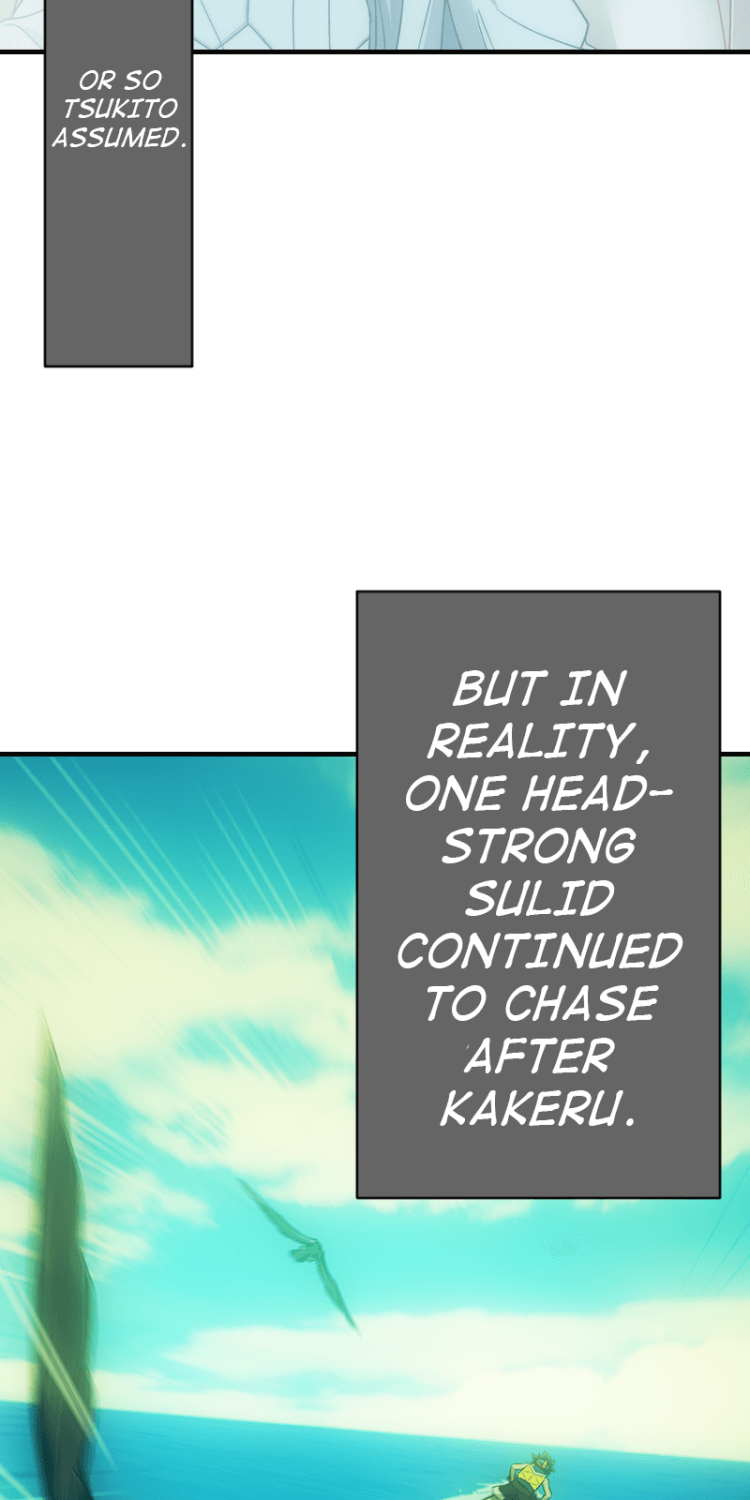 OR SO
TSUKITO
ASSUMED.
BUT IN
REALITY,
ONE HEAD-
STRONG
SULID
CONTINUED
TO CHASE
AFTER
KAKERU.